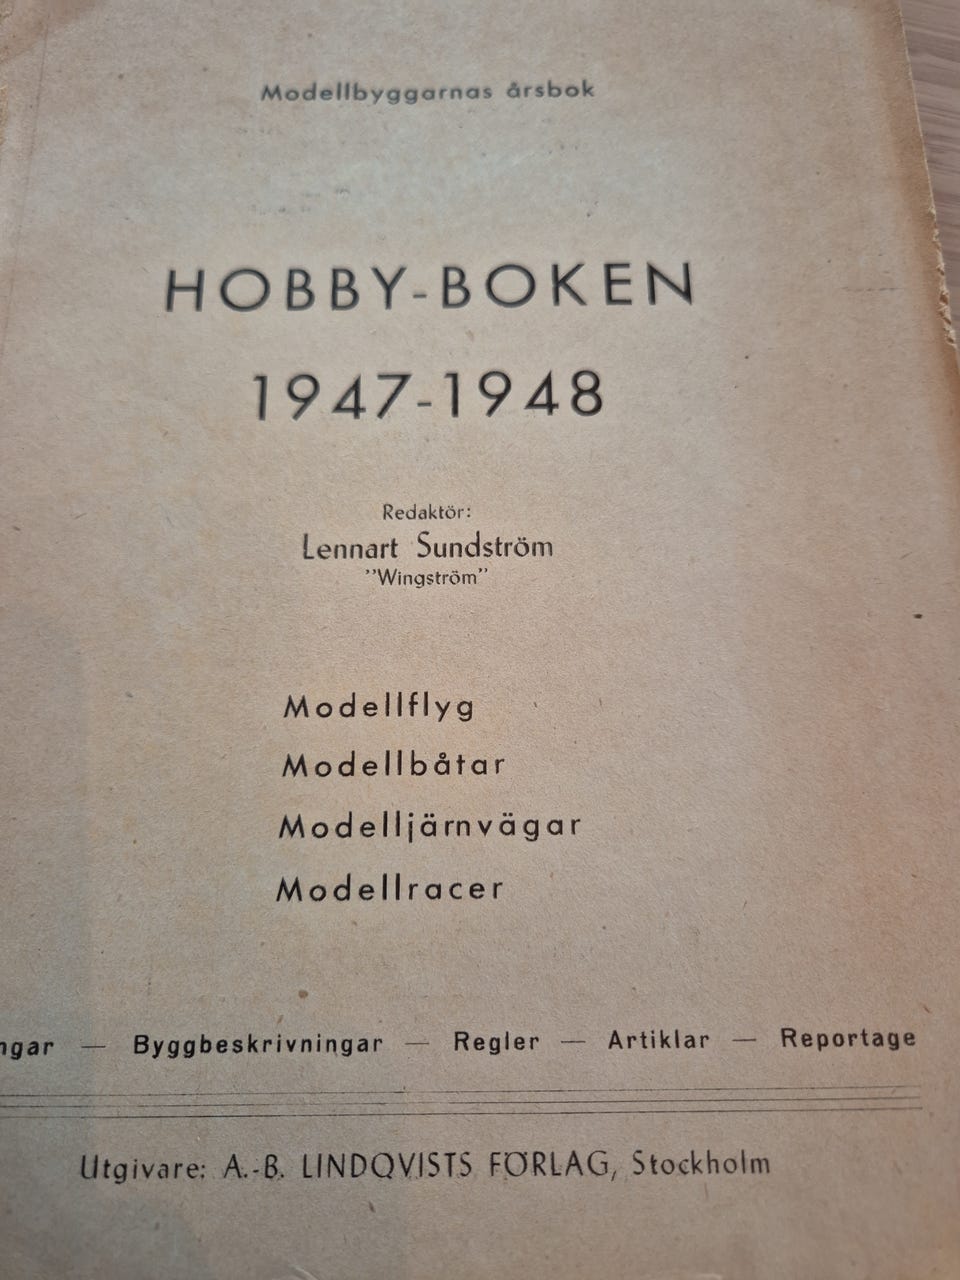 Modellbyggarnas årsbok
HOBBY-BOKEN
1947-1948
Redaktör:
Lennart Sundström
"Wingström"
Modellflyg
Modellbåtar
Modelljärnvägar
Modellracer
— Byggbeskrivningar — Regler — Artiklar — Reportage
Utgivare: A.-B. LINDQVISTS FÖRLAG, Stockholm